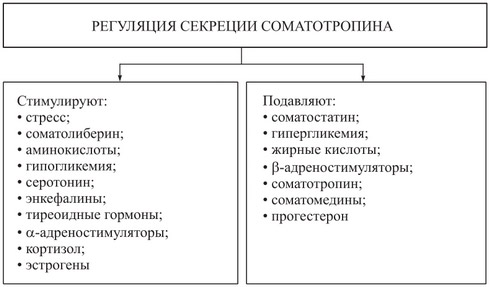 РЕГУЛЯЦИЯ СЕКРЕЦИИ СОМАТОТРОПИНА
Стимулируют:
• стресс;
• соматолиберин;
• аминокислоты;
• гипогликемия;
• серотонин;
• энкефалины;
• тиреоидные гормоны;
• α-адреностимуляторы;
• кортизол;
• эстрогены
Подавляют:
• соматостатин;
• гипергликемия;
• жирные кислоты;
• β-адреностимуляторы;
• соматотропин;
• соматомедины;
• прогестерон